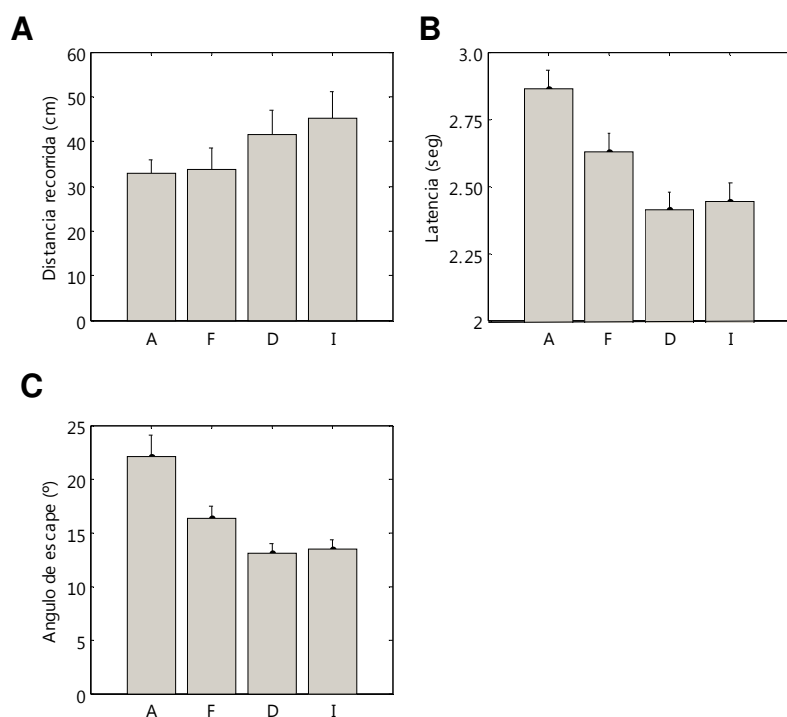 A
Distancia recorrida (cm)
60
50
40
30
20
10
0
A F D I
B
Latencia (seg)
3.0
2.75
2.50
2.25
2
A F D I
C
Angulo de escape (º)
25
20
15
10
5
0
A F D I